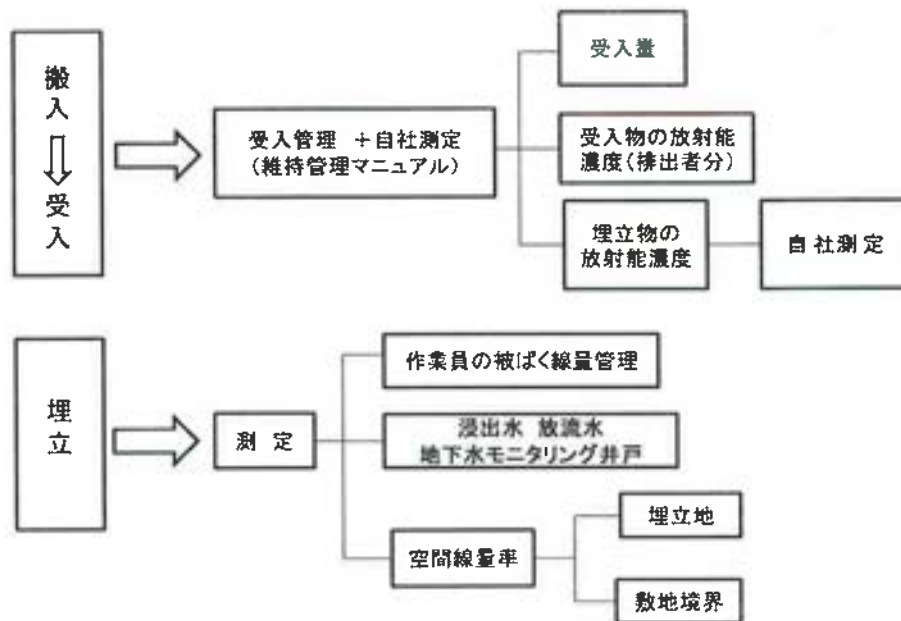 搬入
⇩
受入
受入管理 +自社測定
(維持管理マニュアル)
受入量
受入物の放射能
濃度(排出者分)
埋立物の
放射能濃度
自社測定
埋立
測 定
作業員の被ばく線量管理
浸出水 放流水
地下水モニタリング井戸
空間線量率
埋立地
敷地境界